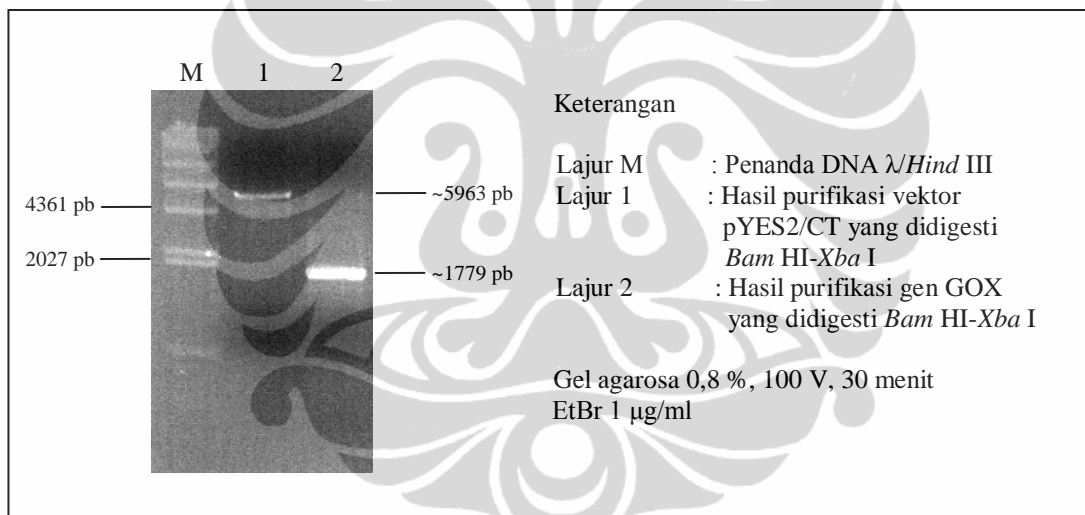 M 1 2
4361 pb
2027 pb
~5963 pb
~1779 pb
Keterangan
Lajur M : Penanda DNA λ/Hind III
Lajur 1 : Hasil purifikasi vektor
pYES2/CT yang didigesti
Bam HI-Xba I
Lajur 2 : Hasil purifikasi gen GOX
yang didigesti Bam HI-Xba I
Gel agarosa 0,8 %, 100 V, 30 menit
EtBr 1 µg/ml